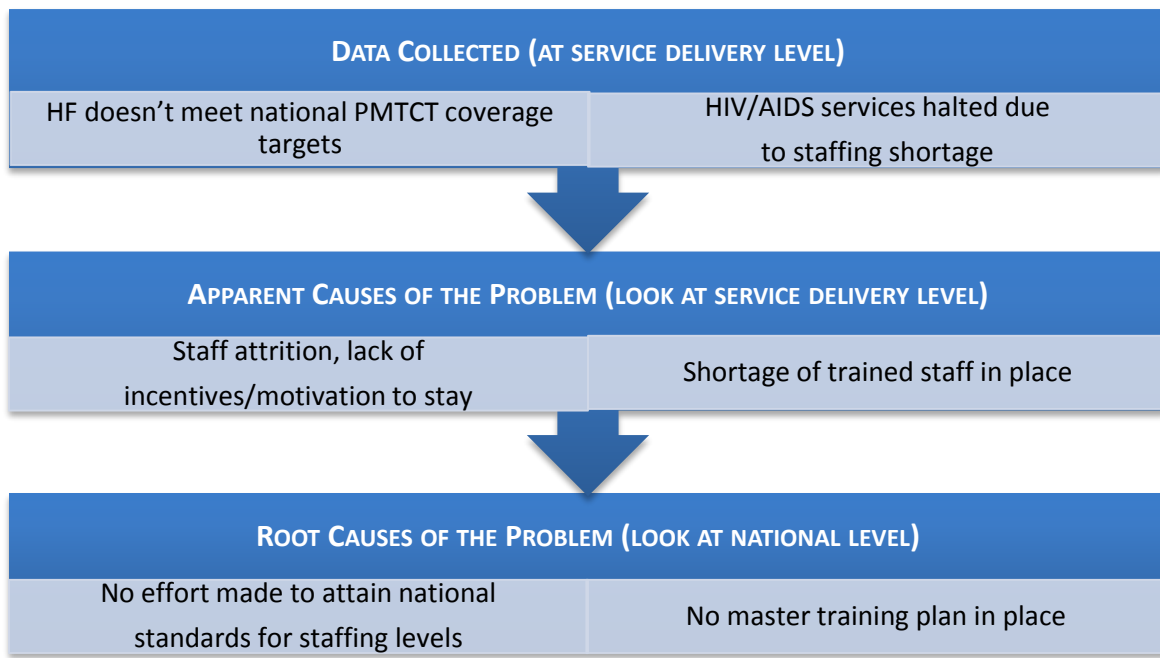 DATA COLLECTED (AT SERVICE DELIVERY LEVEL)
HF doesn’t meet national PMTCT coverage
targets
HIV/AIDS services halted due
to staffing shortage
APPARENT CAUSES OF THE PROBLEM (LOOK AT SERVICE DELIVERY LEVEL)
Staff attrition, lack of
incentives/motivation to stay
Shortage of trained staff in place
ROOT CAUSES OF THE PROBLEM (LOOK AT NATIONAL LEVEL)
No effort made to attain national
standards for staffing levels
No master training plan in place